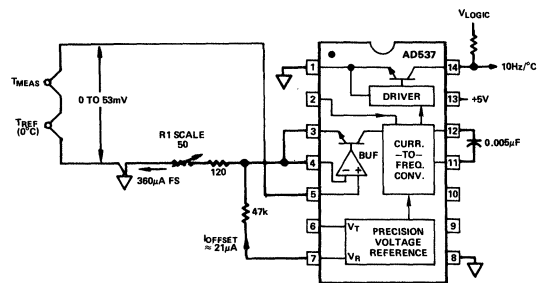 VLOGIC
AD537
1
14
10Hz/°C
DRIVER
2
13
+5V
TMEAS
0 TO 53mV
TREF
(0°C)
R1 SCALE
50
3
BUF
CURR.
–TO–
FREQ.
CONV.
12
0.005µF
120
4
– +
11
360µA FS
5
10
47k
IOFFSET
≈ 21µA
6
VT
PRECISION
VOLTAGE
REFERENCE
9
7
VR
8